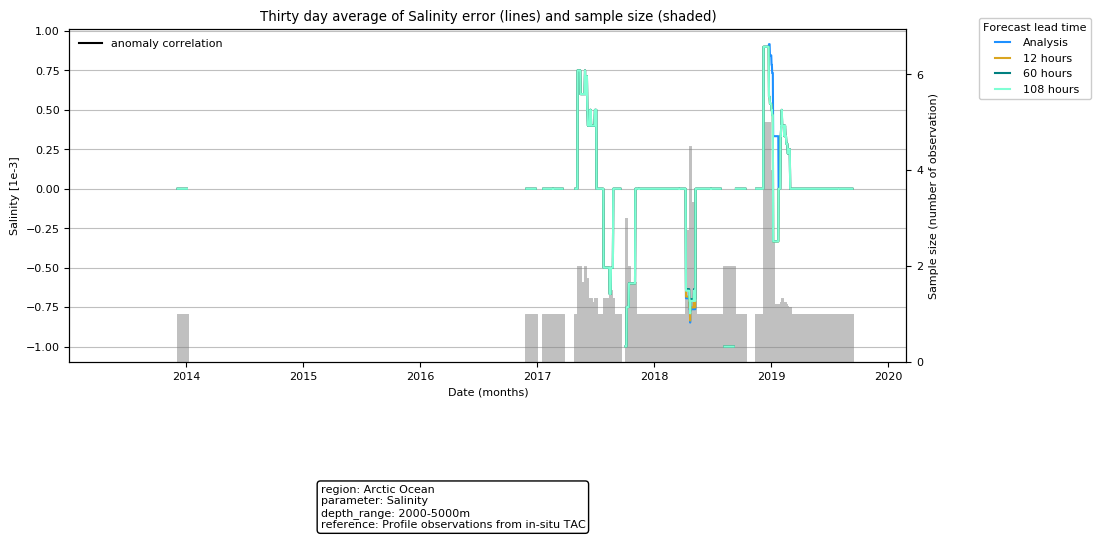 Thirty day average of Salinity error (lines) and sample size (shaded)
anomaly correlation
Forecast lead time
Analysis
12 hours
60 hours
108 hours
Salinity [1e-3]
1.00
0.75
0.50
0.25
0.00
−0.25
−0.50
−0.75
−1.00
6
4
2
0
Sample size (number of observation)
2014 2015 2016 2017 2018 2019 2020
Date (months)
region: Arctic Ocean
parameter: Salinity
depth_range: 2000-5000m
reference: Profile observations from in-situ TAC